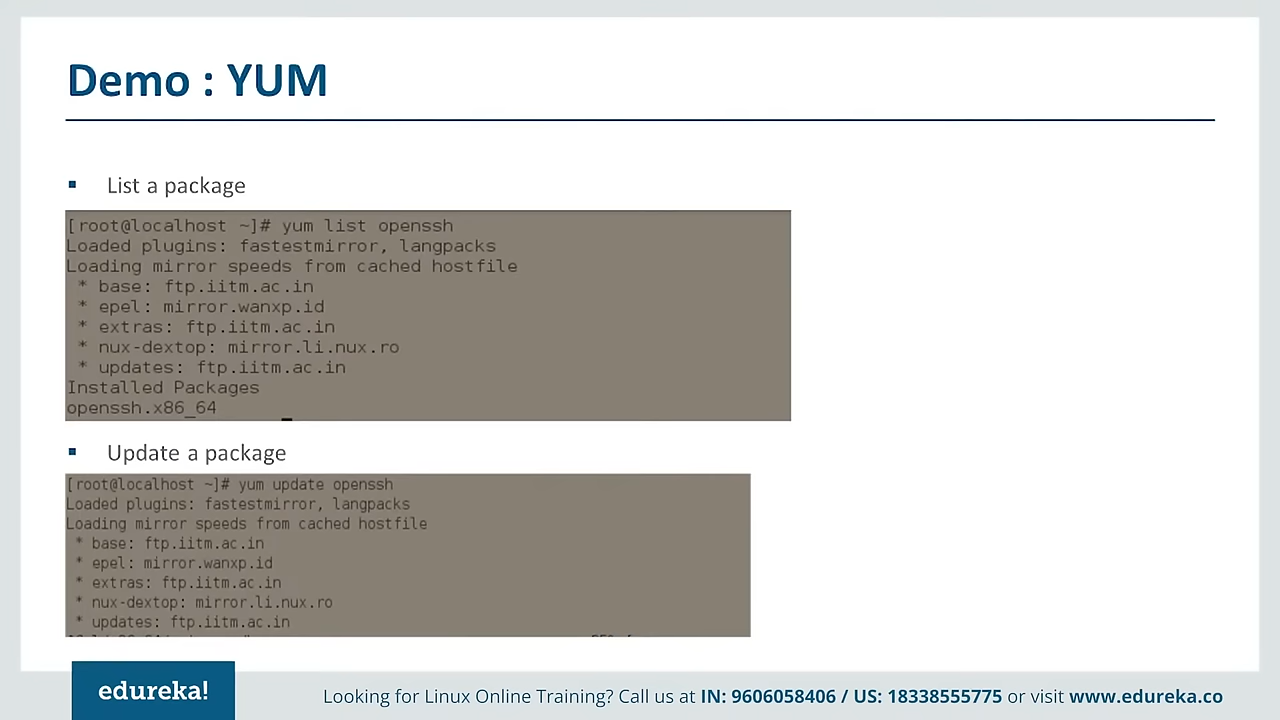 Demo : YUM
▪ List a package
[root@localhost ~]# yum list openssh
Loaded plugins: fastestmirror, langpacks
Loading mirror speeds from cached hostfile
* base: ftp.iitm.ac.in
* epel: mirror.wanxp.id
* extras: ftp.iitm.ac.in
* nux-dextop: mirror.li.nux.ro
* updates: ftp.iitm.ac.in
Installed Packages
openssh.x86_64
▪ Update a package
[root@localhost ~]# yum update openssh
Loaded plugins: fastestmirror, langpacks
Loading mirror speeds from cached hostfile
* base: ftp.iitm.ac.in
* epel: mirror.wanxp.id
* extras: ftp.iitm.ac.in
* nux-dextop: mirror.li.nux.ro
* updates: ftp.iitm.ac.in
edureka!
Looking for Linux Online Training? Call us at IN: 9606058406 / US: 18338555775 or visit www.edureka.co